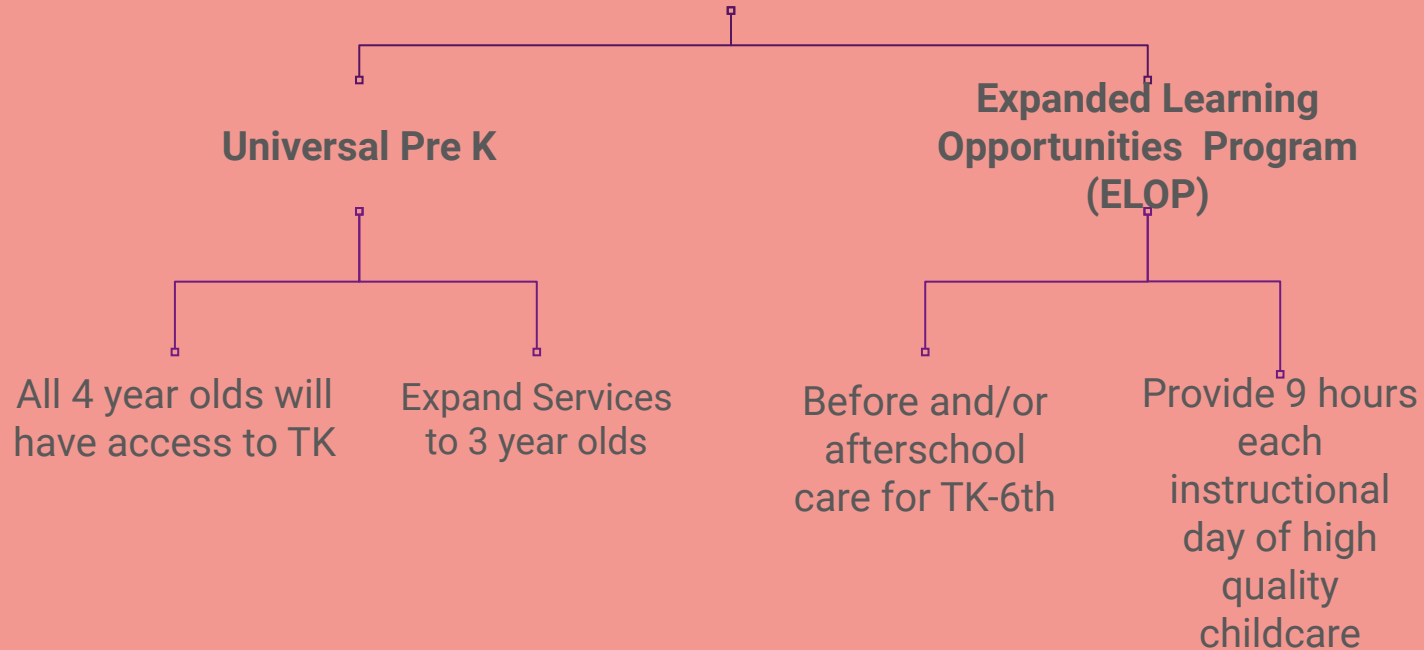 Universal Pre K
Expanded Learning
Opportunities  Program
(ELOP)
All 4 year olds will
have access to TK
Expand Services
to 3 year olds
Before and/or
afterschool
care for TK-6th
Provide 9 hours
each
instructional
day of high
quality
childcare